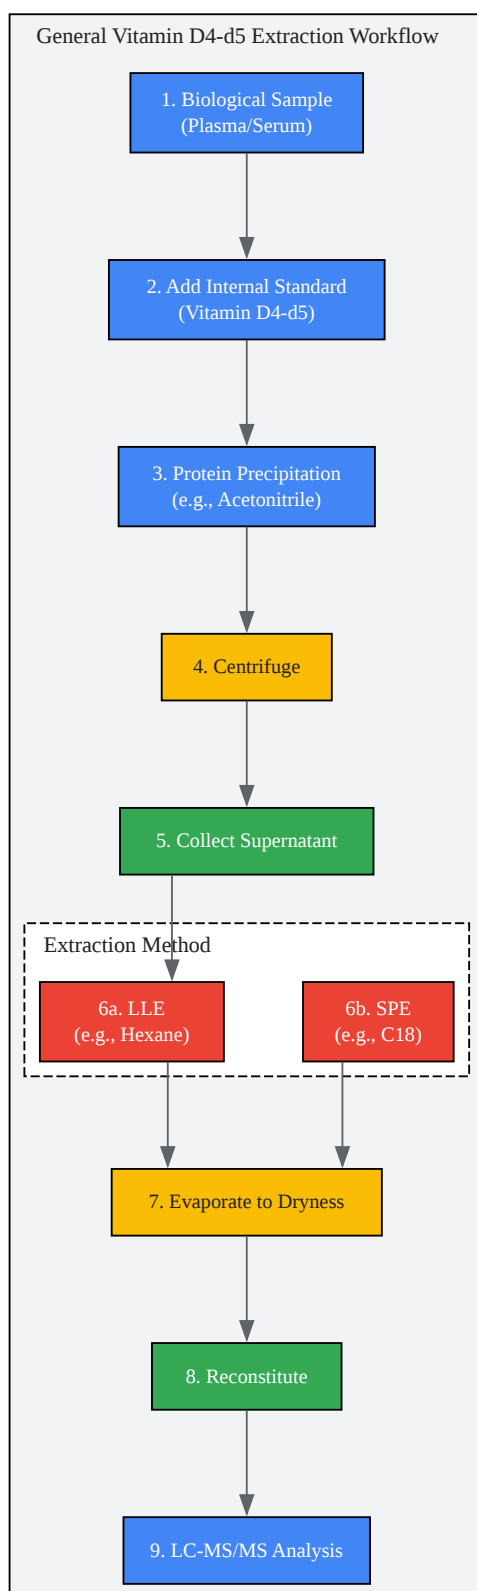 General Vitamin D4-d5 Extraction Workflow
1. Biological Sample
(Plasma/Serum)
2. Add Internal Standard
(Vitamin D4-d5)
3. Protein Precipitation
(e.g., Acetonitrile)
4. Centrifuge
5. Collect Supernatant
Extraction Method
6a. LLE
(e.g., Hexane)
6b. SPE
(e.g., C18)
7. Evaporate to Dryness
8. Reconstitute
9. LC-MS/MS Analysis